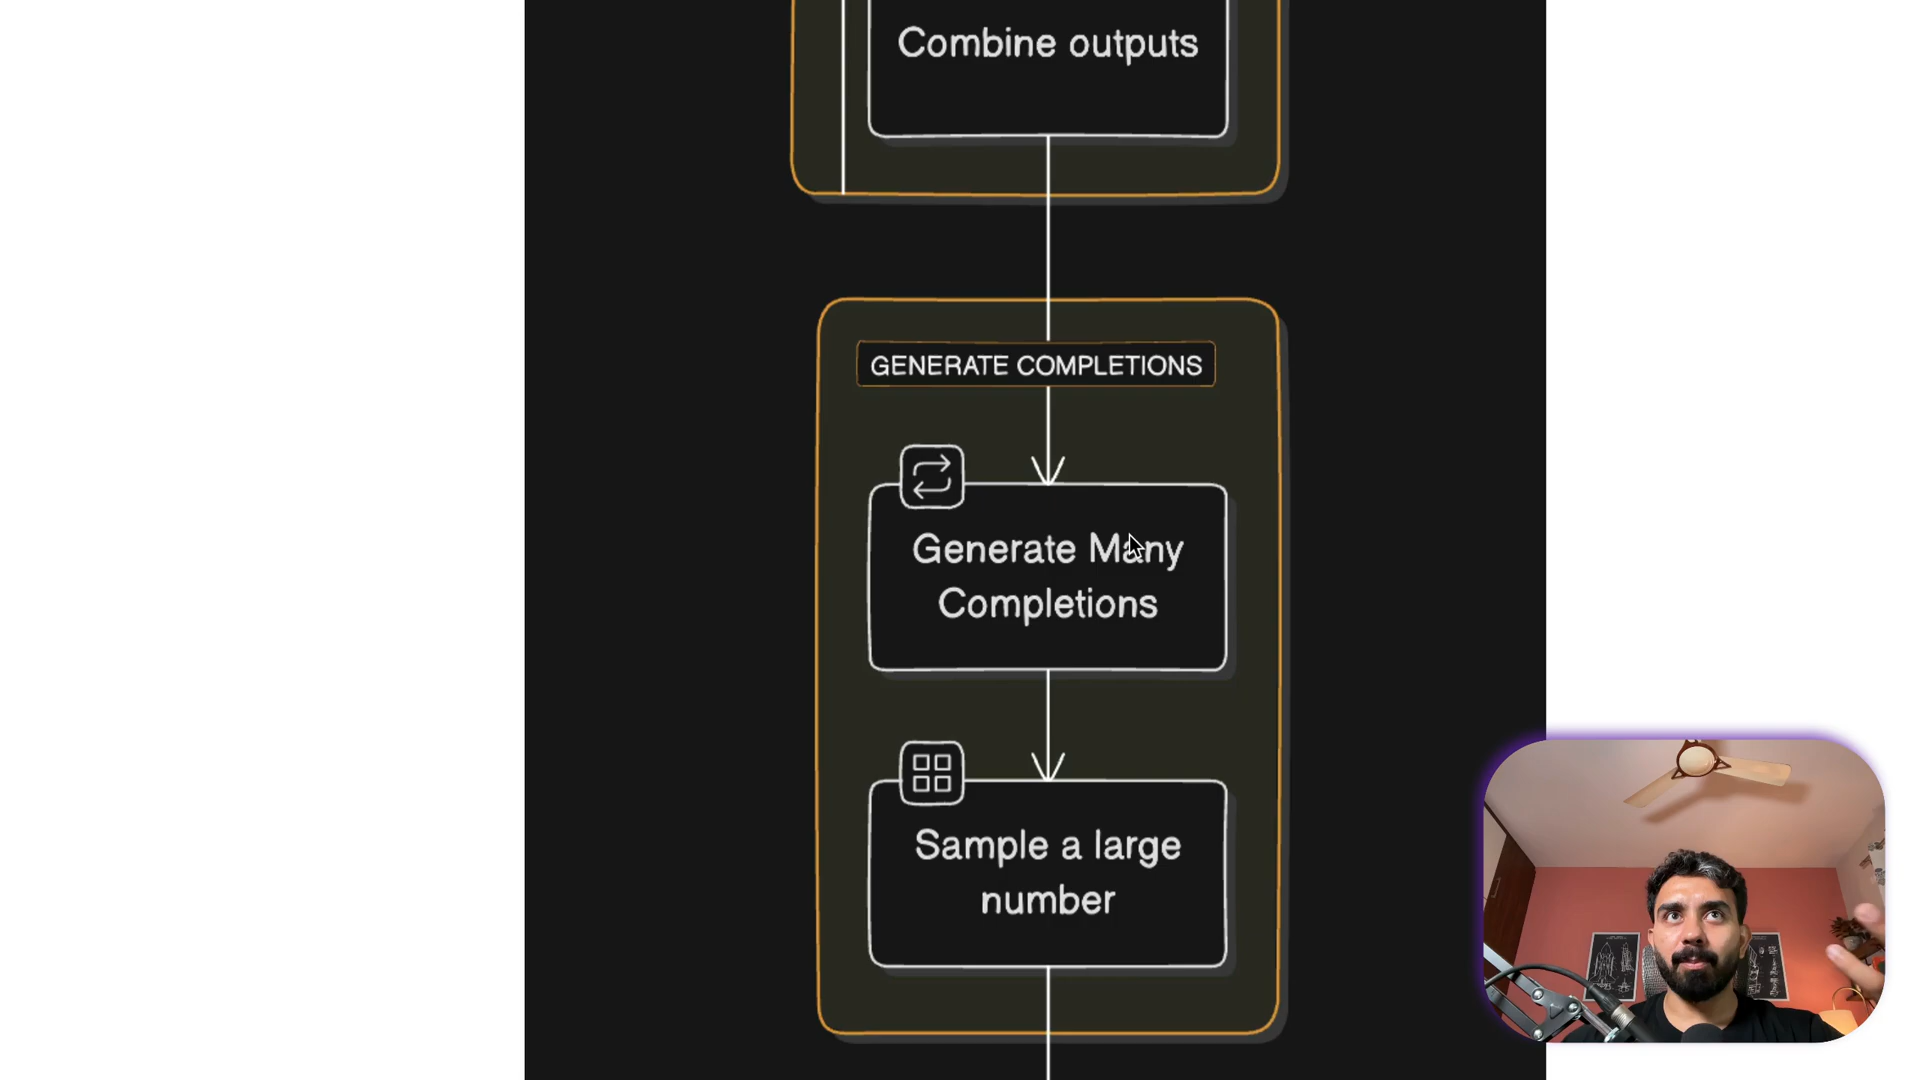 Combine outputs
GENERATE COMPLETIONS
Generate Many
Completions
Sample a large
number